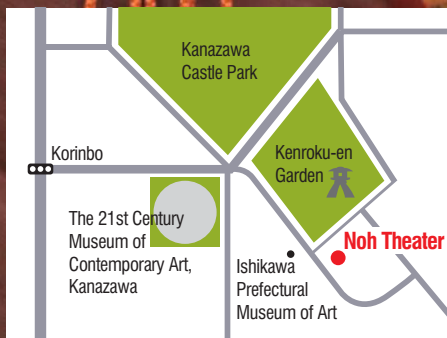 Kanazawa
Castle Park
Korinbo
Kenroku-en
Garden
The 21st Century
Museum of
Contemporary Art,
Kanazawa
Noh Theater
Ishikawa
Prefectural
Museum of Art